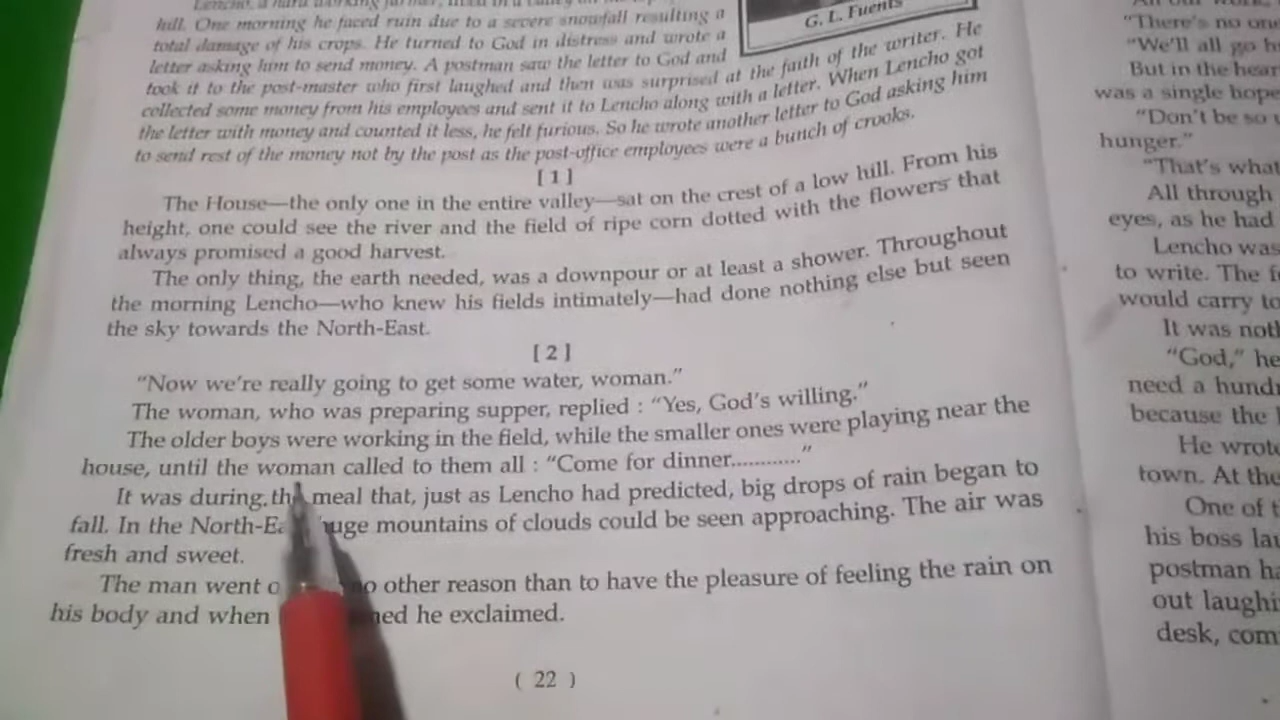 Lencho, a hard working farmer, lived in a valley on the top
hill. One morning he faced ruin due to a severe snowfall resulting a
total damage of his crops. He turned to God in distress and wrote a
letter asking him to send money. A postman saw the letter to God and
took it to the post-master who first laughed and then was surprised at the faith of the writer. He
collected some money from his employees and sent it to Lencho along with a letter. When Lencho got
the letter with money and counted it less, he felt furious. So he wrote another letter to God asking him
to send rest of the money not by the post as the post-office employees were a bunch of crooks.
G. L. Fuents
[ 1 ]
The House—the only one in the entire valley—sat on the crest of a low hill. From his
height, one could see the river and the field of ripe corn dotted with the flowers that
always promised a good harvest.
The only thing, the earth needed, was a downpour or at least a shower. Throughout
the morning Lencho—who knew his fields intimately—had done nothing else but seen
the sky towards the North-East.
[ 2 ]
"Now we're really going to get some water, woman."
The woman, who was preparing supper, replied : "Yes, God's willing."
The older boys were working in the field, while the smaller ones were playing near the
house, until the woman called to them all : "Come for dinner............"
It was during, the meal that, just as Lencho had predicted, big drops of rain began to
fall. In the North-Ea huge mountains of clouds could be seen approaching. The air was
fresh and sweet.
The man went o no other reason than to have the pleasure of feeling the rain on
his body and when ned he exclaimed.
( 22 )
"There's no one
"We'll all go h
But in the hear
was a single hope
"Don't be so u
hunger."
"That's what
All through
eyes, as he had
Lencho was
to write. The f
would carry to
It was noth
"God," he
need a hundr
because the
He wrote
town. At the
One of t
his boss lau
postman ha
out laughi
desk, com